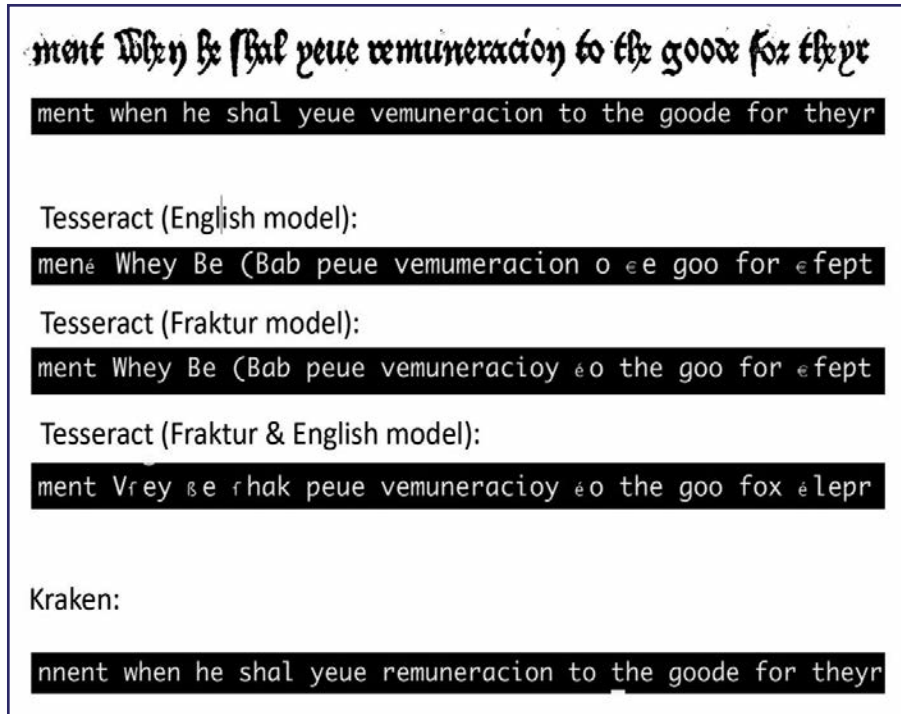 ment When he shal yeue remuneracion to the goode for theyr
ment when he shal yeue vemuneracion to the goode for theyr
Tesseract (English model):
mené Whey Be (Bab peue vemumeracion o €e goo for €fept
Tesseract (Fraktur model):
ment Whey Be (Bab peue vemuneracioy éo the goo for €fept
Tesseract (Fraktur & English model):
ment Vſey ße ſhak peue vemuneracioy éo the goo fox élepr
Kraken:
nnent when he shal yeue remuneracion to the goode for theyr